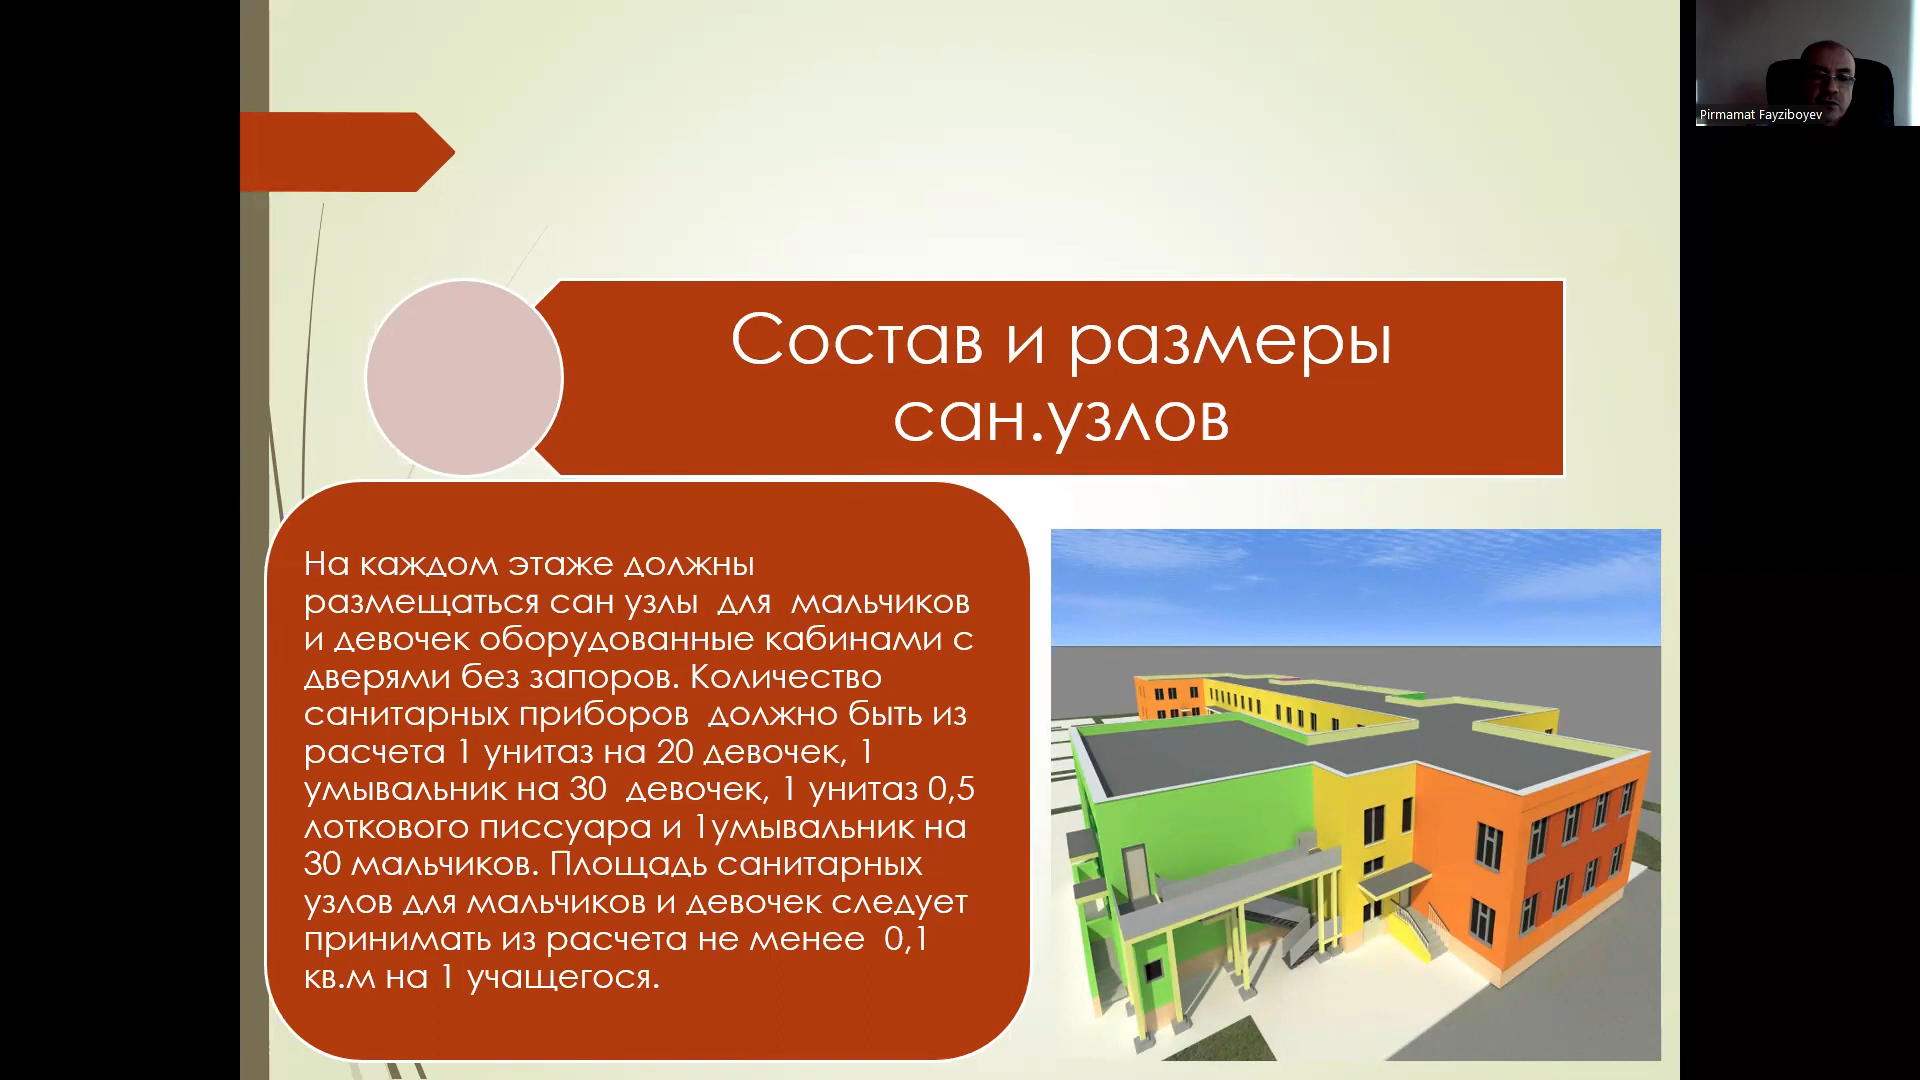 Состав и размеры
сан.узлов
На каждом этаже должны
размещаться сан узлы  для  мальчиков
и девочек оборудованные кабинами с
дверями без запоров. Количество
санитарных приборов  должно быть из
расчета 1 унитаз на 20 девочек, 1
умывальник на 30  девочек, 1 унитаз 0,5
лоткового писсуара и 1умывальник на
30 мальчиков. Площадь санитарных
узлов для мальчиков и девочек следует
принимать из расчета не менее  0,1
кв.м на 1 учащегося.
Pirmamat Fayziboyev